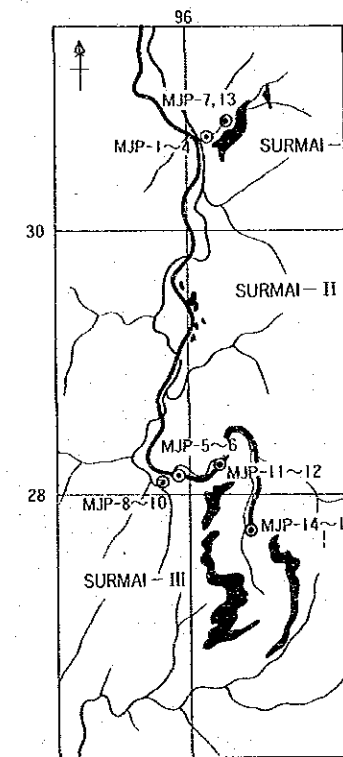 96
MJP-7,13
MJP-1~4
SURMAI-
30
SURMAI-II
MJP-5~6
MJP-11~12
28
MJP-8~10
MJP-14~1
SURMAI-III